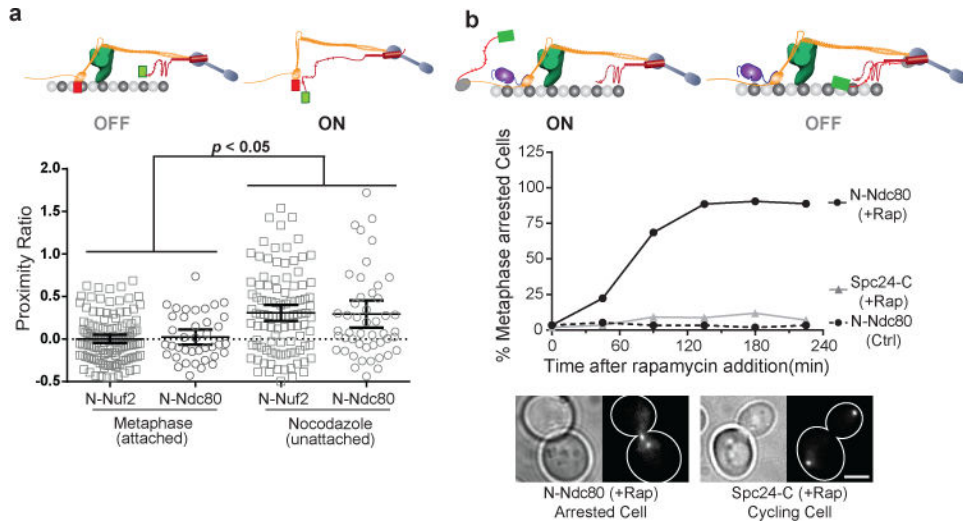 a
OFF
ON
p < 0.05
Proximity Ratio
2.0
1.5
1.0
0.5
0.0
-0.5
N-Nuf2
N-Ndc80
N-Nuf2
N-Ndc80
Metaphase
(attached)
Nocodazole
(unattached)
b
ON
OFF
% Metaphase arrested Cells
125
100
75
50
25
0
0
60
120
180
240
Time after rapamycin addition(min)
N-Ndc80
(+Rap)
Spc24-C
(+Rap)
N-Ndc80
(Ctrl)
N-Ndc80 (+Rap)
Arrested Cell
Spc24-C (+Rap)
Cycling Cell